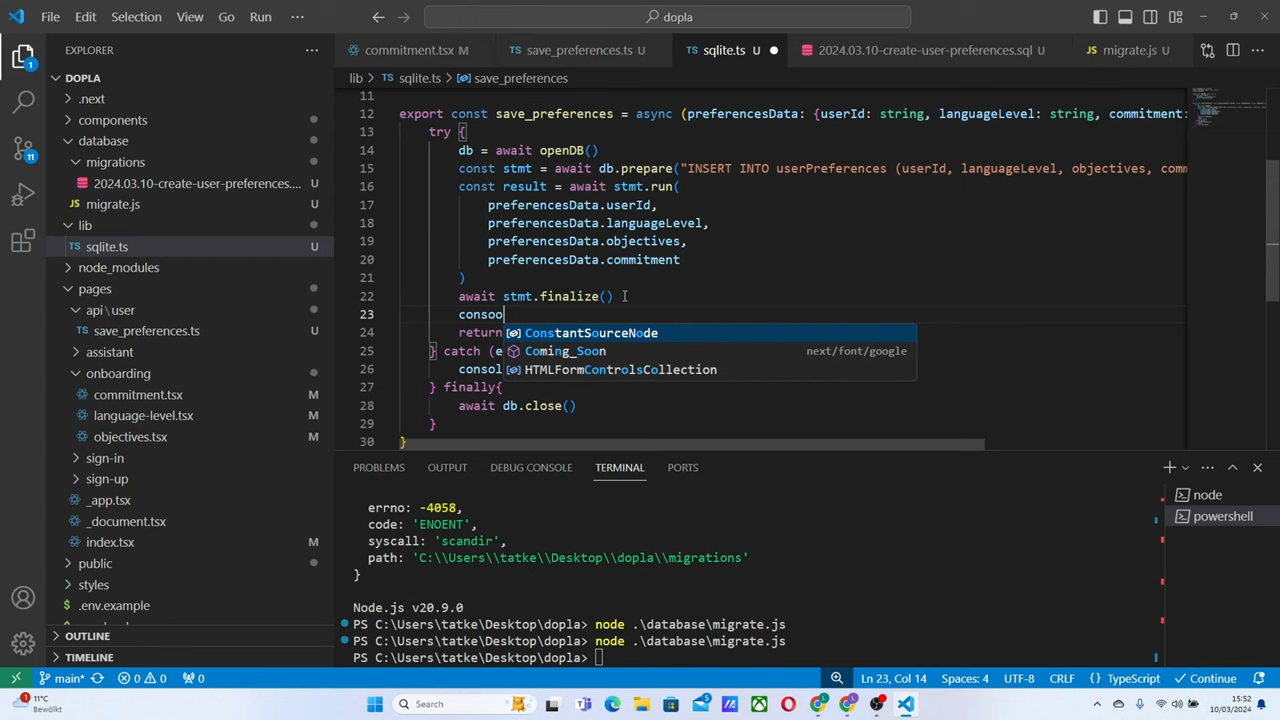 File Edit Selection View Go Run ··· dopla
EXPLORER ···
commitment.tsx M
save_preferences.ts U
sqlite.ts U
2024.03.10-create-user-preferences.sql U
migrate.js U
···
DOPLA
.next
components
database
migrations
2024.03.10-create-user-preferences.... U
migrate.js U
lib
sqlite.ts U
node_modules
pages
api\user
save_preferences.ts U
assistant
onboarding
commitment.tsx M
language-level.tsx M
objectives.tsx M
sign-in
sign-up
_app.tsx
_document.tsx
index.tsx M
public
styles
.env.example
OUTLINE
TIMELINE
1
11
lib > sqlite.ts > save_preferences
11
12 export const save_preferences = async (preferencesData: {userId: string, languageLevel: string, commitment:
13 try {
14 db = await openDB()
15 const stmt = await db.prepare("INSERT INTO userPreferences (userId, languageLevel, objectives, comm
16 const result = await stmt.run(
17 preferencesData.userId,
18 preferencesData.languageLevel,
19 preferencesData.objectives,
20 preferencesData.commitment
21 )
22 await stmt.finalize()
23 consoo
24 return
25 } catch (e
26 consol
27 } finally{
28 await db.close()
29 }
30 }
ConstantSourceNode
Coming_Soon next/font/google
HTMLFormControlsCollection
PROBLEMS OUTPUT DEBUG CONSOLE TERMINAL PORTS
errno: -4058,
code: 'ENOENT',
syscall: 'scandir',
path: 'C:\\Users\\tatke\\Desktop\\dopla\\migrations'
}
Node.js v20.9.0
PS C:\Users\tatke\Desktop\dopla> node .\database\migrate.js
PS C:\Users\tatke\Desktop\dopla> node .\database\migrate.js
PS C:\Users\tatke\Desktop\dopla>
node
powershell
main* 0 0 0 Ln 23, Col 14 Spaces: 4 UTF-8 CRLF {} TypeScript Continue
11°C
Bewölkt
Search
15:52
10/03/2024